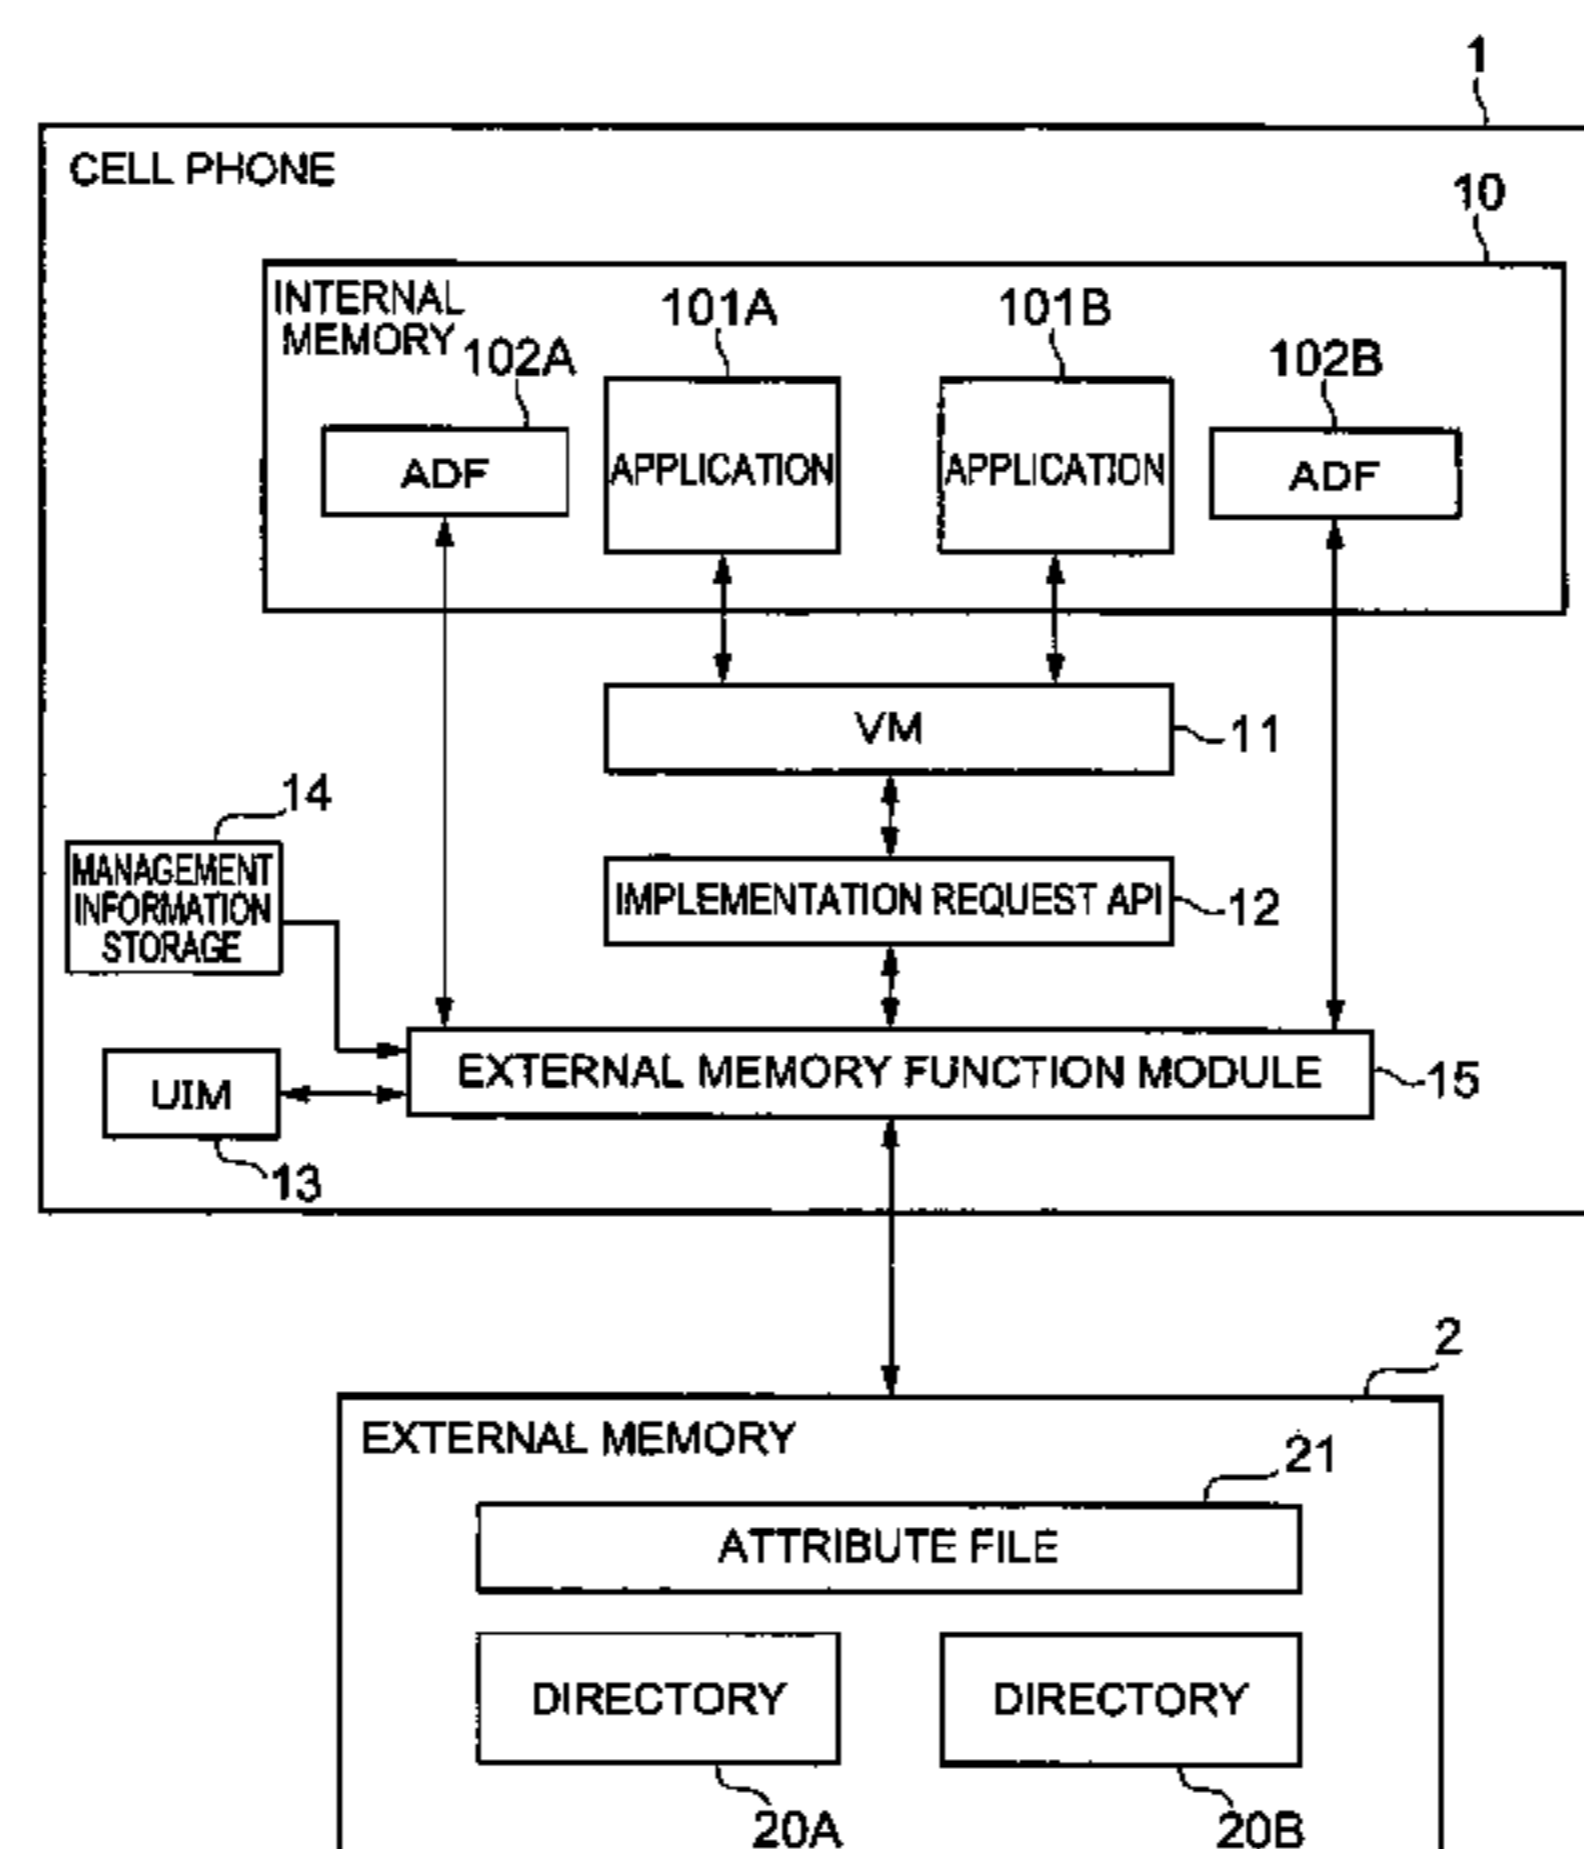 1
CELL PHONE
10
INTERNAL
MEMORY
101A
101B
102A
102B
ADF
APPLICATION
APPLICATION
ADF
VM
11
14
MANAGEMENT
INFORMATION
STORAGE
IMPLEMENTATION REQUEST API
12
EXTERNAL MEMORY FUNCTION MODULE
15
UIM
13
2
EXTERNAL MEMORY
21
ATTRIBUTE FILE
DIRECTORY
DIRECTORY
20A
20B